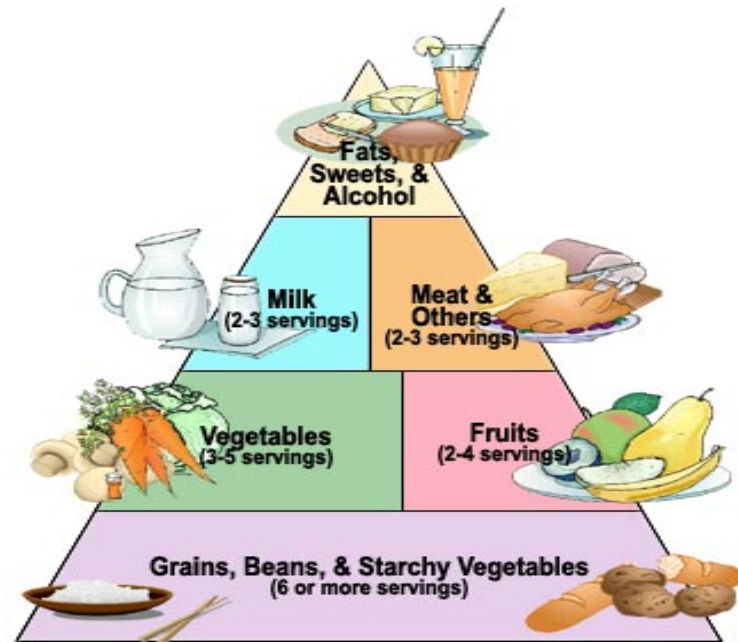 Fats,
Sweets, &
Alcohol
Milk
(2-3 servings)
Meat &
Others
(2-3 servings)
Vegetables
(3-5 servings)
Fruits
(2-4 servings)
Grains, Beans, & Starchy Vegetables
(6 or more servings)